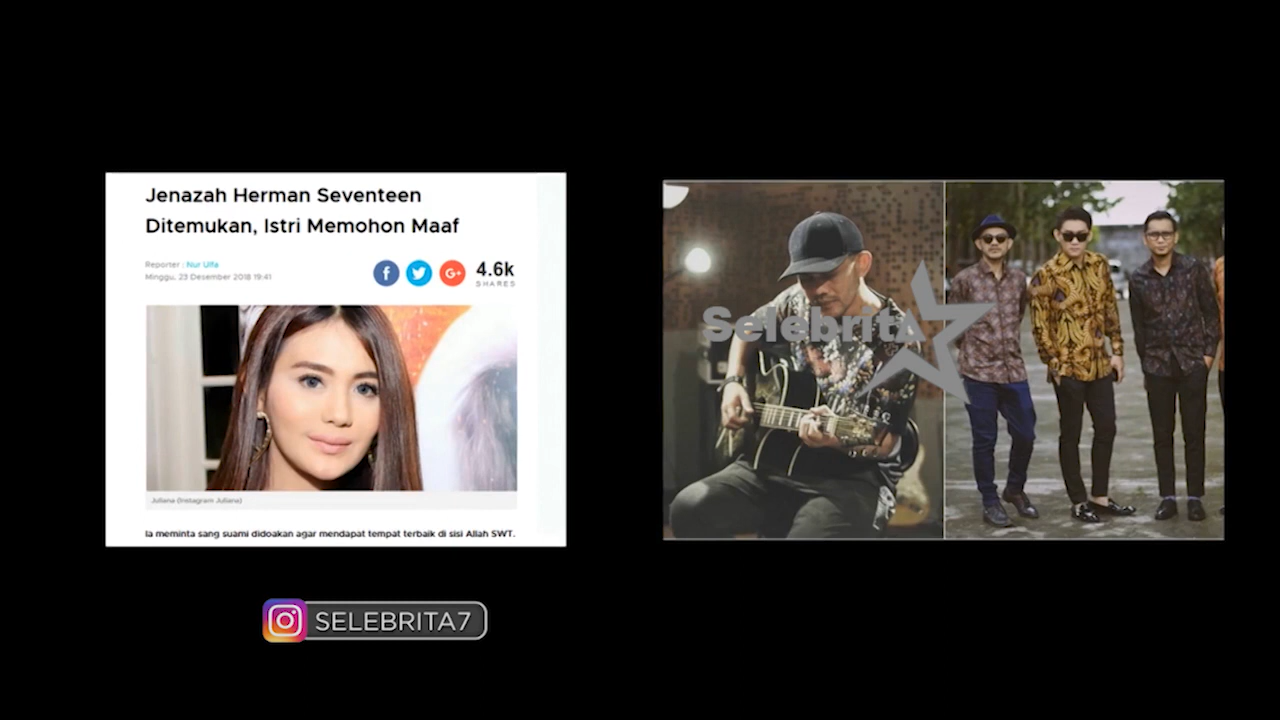 Jenazah Herman Seventeen
Ditemukan, Istri Memohon Maaf
Reporter : Nur Ulfa
Minggu, 23 Desember 2018 19:41
4.6k
SHARES
Juliana (Instagram Juliana)
Ia meminta sang suami didoakan agar mendapat tempat terbaik di sisi Allah SWT.
Selebrita
SELEBRITA7